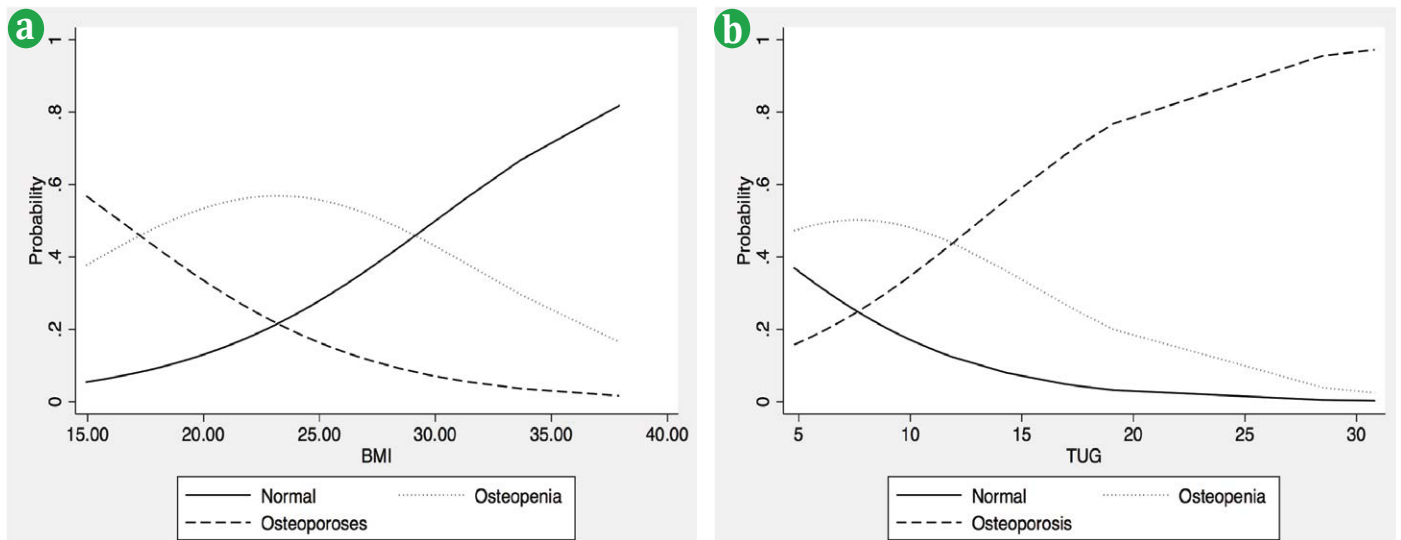 a
Probability
1
.8
.6
.4
.2
0
15.00 20.00 25.00 30.00 35.00 40.00
BMI
Normal Osteopenia
Osteoporoses
b
Probability
1
.8
.6
.4
.2
0
5 10 15 20 25 30
TUG
Normal Osteopenia
Osteoporosis